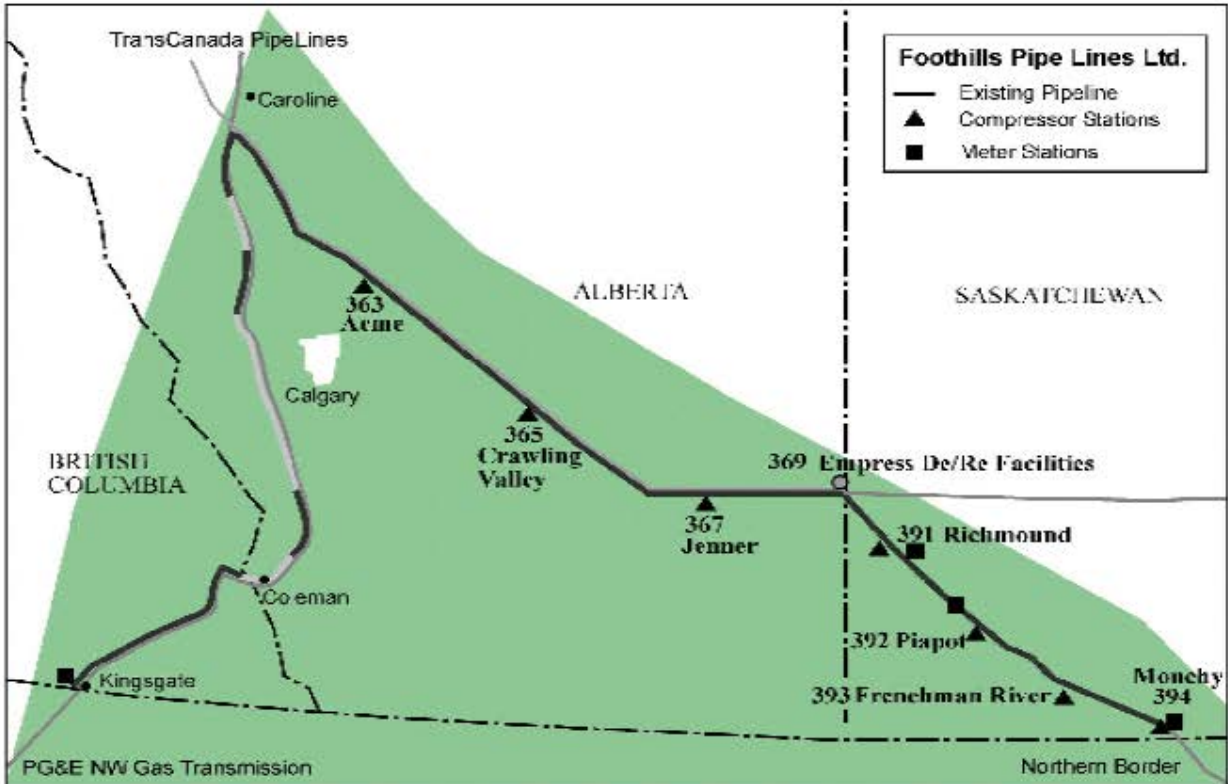 TransCanada PipeLines
Caroline
Foothills Pipe Lines Ltd.
Existing Pipeline
Compressor Stations
Meter Stations
363
Acme
ALBERTA
SASKATCHEWAN
Calgary
365
Crawling
Valley
BRITISH
COLUMBIA
369 Empress De/Re Facilities
367
Jenner
391 Richmound
Coleman
392 Piapot
Kingsgate
393 Frenchman River
Monchy
394
PG&E NW Gas Transmission
Northern Border